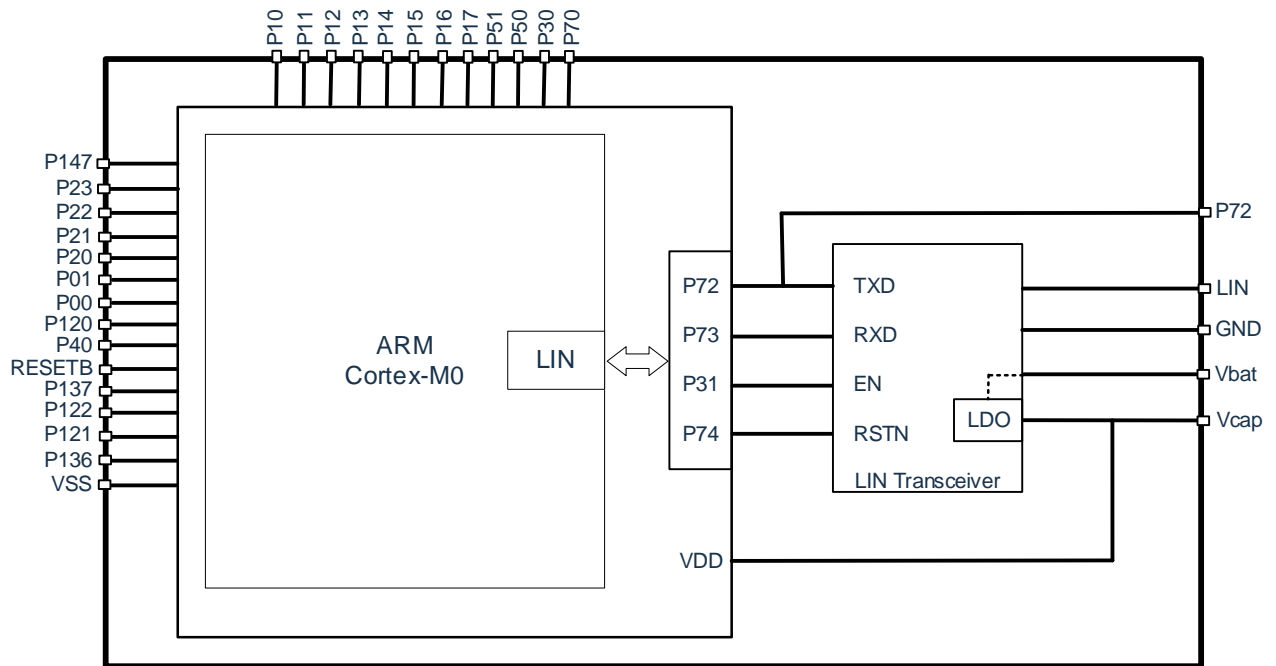 P10
P11
P12
P13
P14
P15
P16
P17
P51
P50
P30
P70
P147
P23
P22
P21
P20
P01
P00
P120
P40
RESETB
P137
P122
P121
P136
VSS
ARM
Cortex-M0
LIN
P72
P73
P31
P74
VDD
TXD
RXD
EN
RSTN
LDO
LIN Transceiver
P72
LIN
GND
Vbat
Vcap